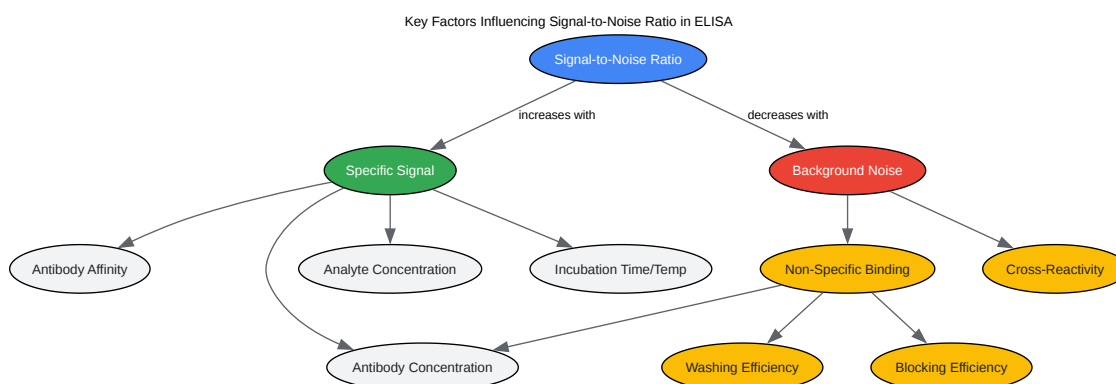 Key Factors Influencing Signal-to-Noise Ratio in ELISA
Signal-to-Noise Ratio
increases with
decreases with
Specific Signal
Background Noise
Antibody Affinity
Analyte Concentration
Incubation Time/Temp
Non-Specific Binding
Cross-Reactivity
Antibody Concentration
Washing Efficiency
Blocking Efficiency